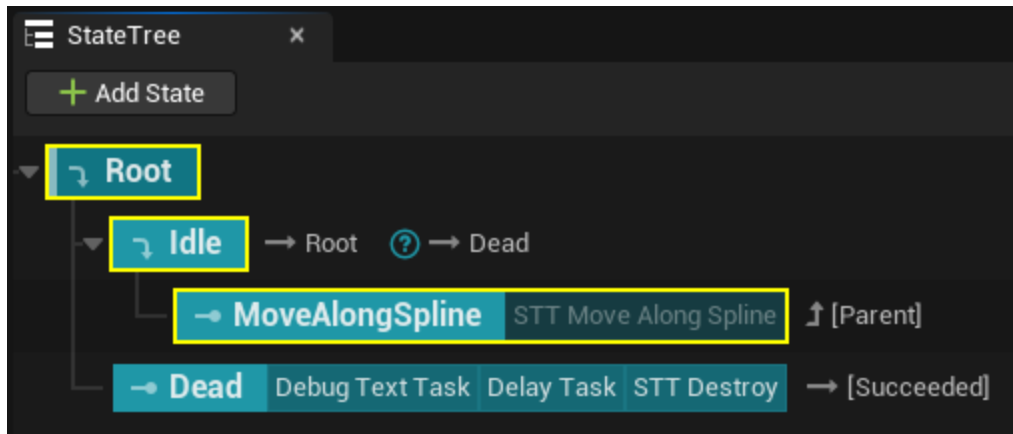 StateTree ×
+ Add State
Root
Idle → Root ? → Dead
MoveAlongSpline STT Move Along Spline [Parent]
Dead Debug Text Task Delay Task STT Destroy → [Succeeded]